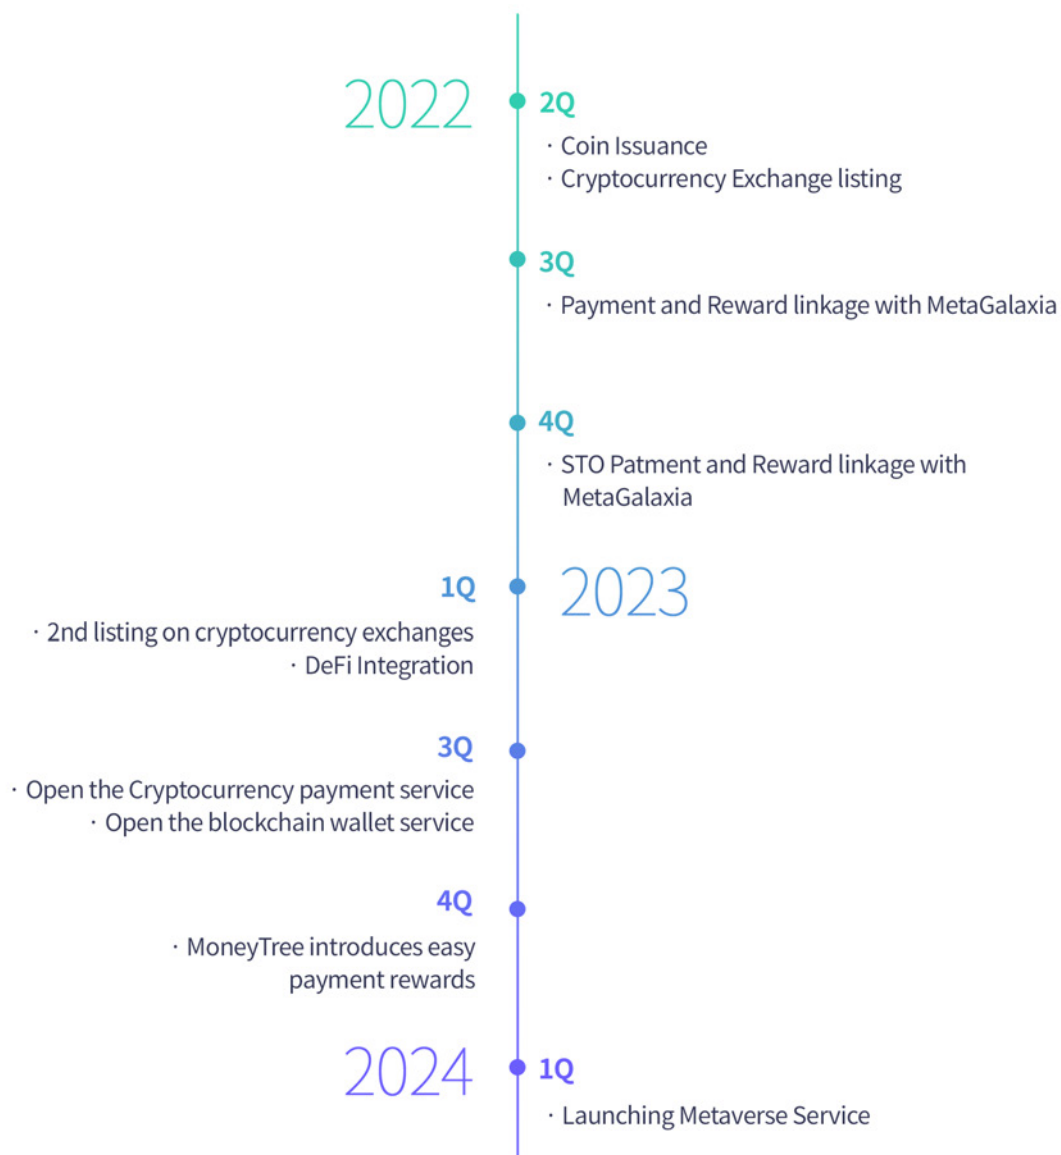 2022
2Q
· Coin Issuance
· Cryptocurrency Exchange listing
3Q
· Payment and Reward linkage with MetaGalaxia
4Q
· STO Patment and Reward linkage with
MetaGalaxia
2023
1Q
· 2nd listing on cryptocurrency exchanges
· DeFi Integration
3Q
· Open the Cryptocurrency payment service
· Open the blockchain wallet service
4Q
· MoneyTree introduces easy
payment rewards
2024
1Q
· Launching Metaverse Service